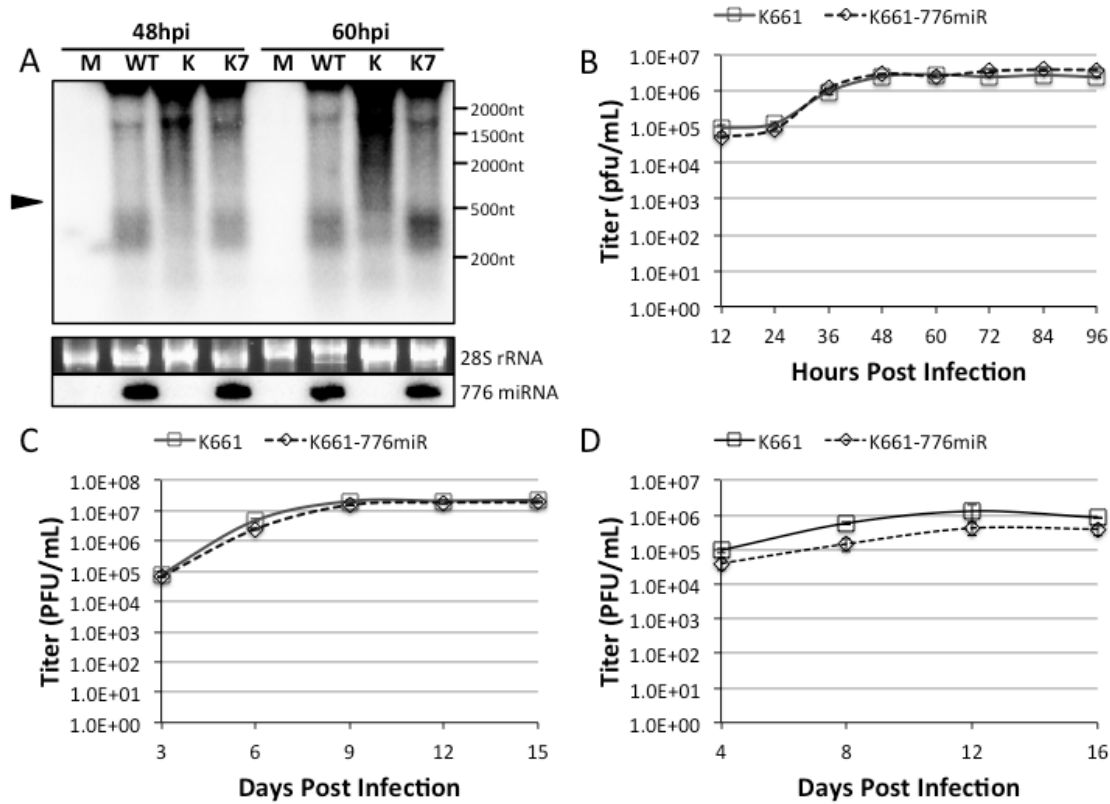 A
48hpi 60hpi
M WT K K7 M WT K K7
2000nt
1500nt
2000nt
500nt
200nt
28S rRNA
776 miRNA
B
K661 K661-776miR
Titer (pfu/mL)
1.0E+07
1.0E+06
1.0E+05
1.0E+04
1.0E+03
1.0E+02
1.0E+01
1.0E+00
12 24 36 48 60 72 84 96
Hours Post Infection
C
K661 K661-776miR
Titer (PFU/mL)
1.0E+08
1.0E+07
1.0E+06
1.0E+05
1.0E+04
1.0E+03
1.0E+02
1.0E+01
1.0E+00
3 6 9 12 15
Days Post Infection
D
K661 K661-776miR
Titer (PFU/mL)
1.0E+07
1.0E+06
1.0E+05
1.0E+04
1.0E+03
1.0E+02
1.0E+01
1.0E+00
4 8 12 16
Days Post Infection